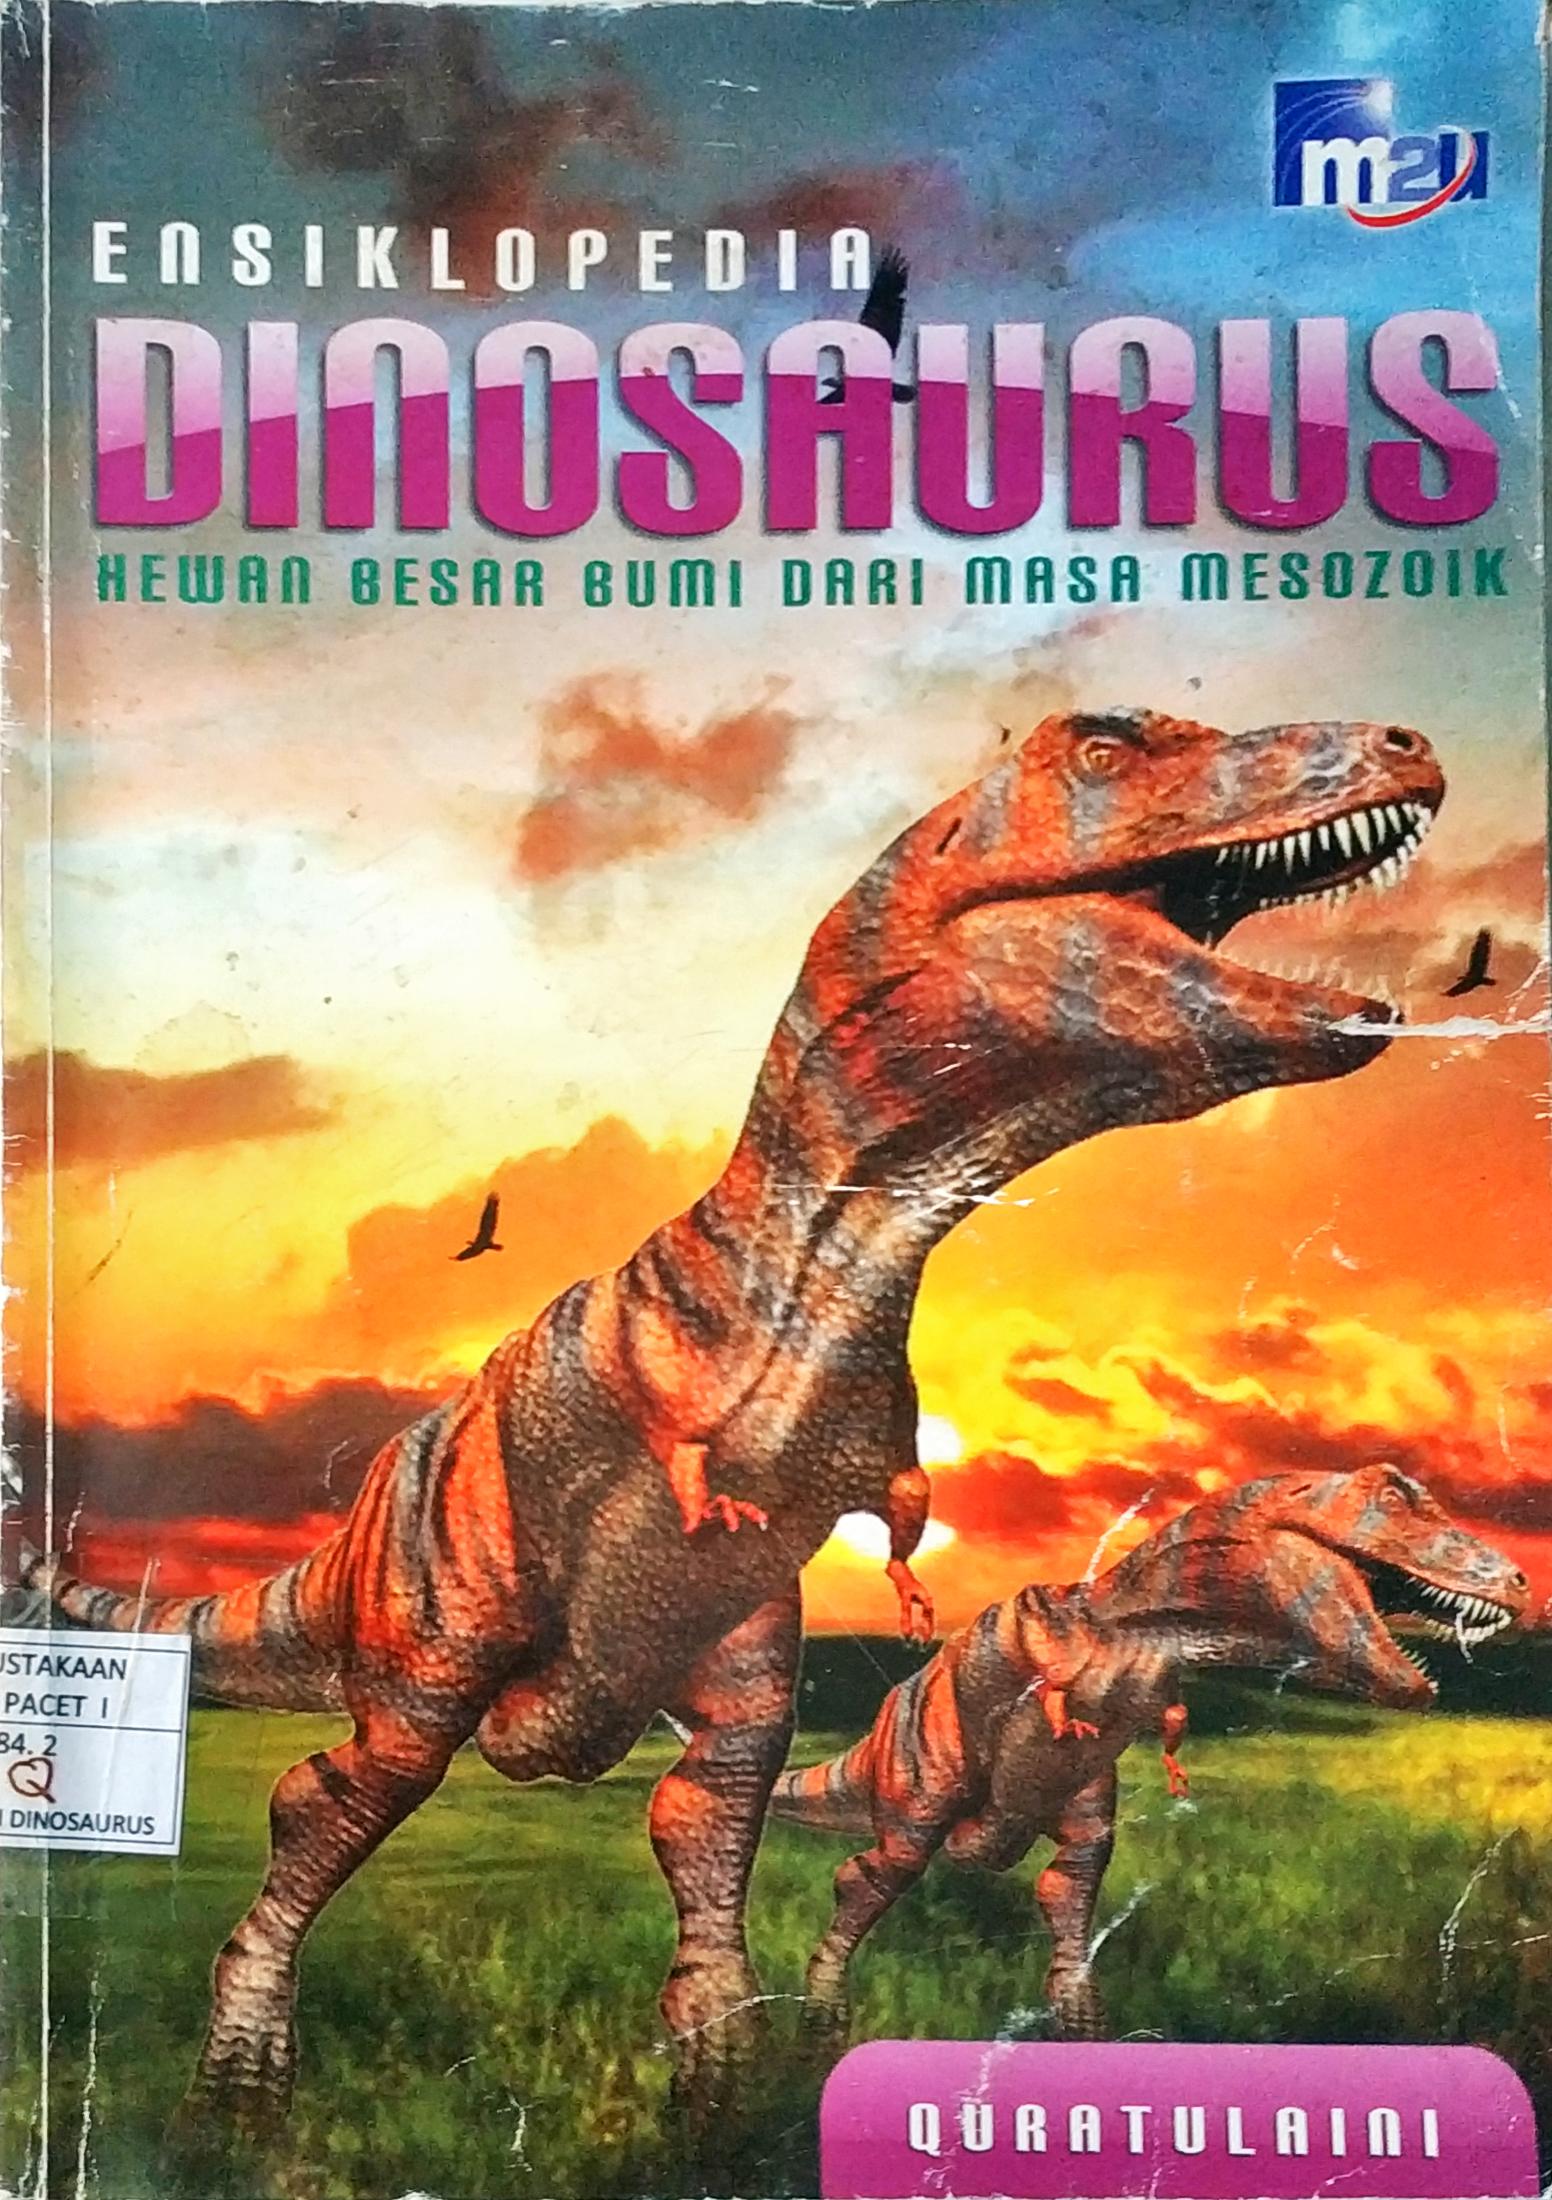 m2u
ENSIKLOPEDIA
DINOSAURUS
HEWAN BESAR BUMI DARI MASA MESOZOIK
USTAKAAN
PACET I
84. 2
Q
I DINOSAURUS
QURATULAINI